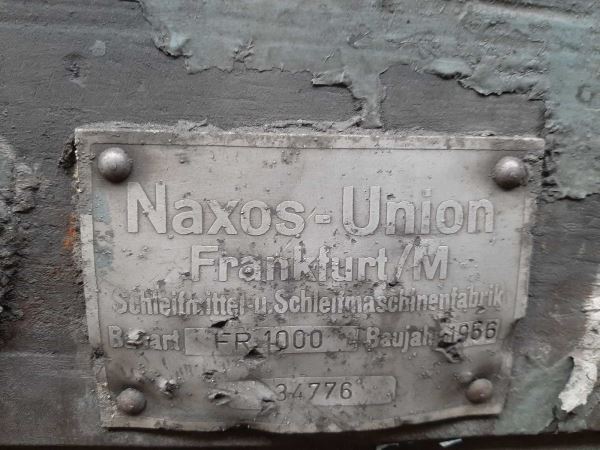 Naxos-Union
Frankfurt/M
Schleifmittel-u.Schleifmaschinenfabrik
Bauart FR 1000 Baujahr 1966
34776